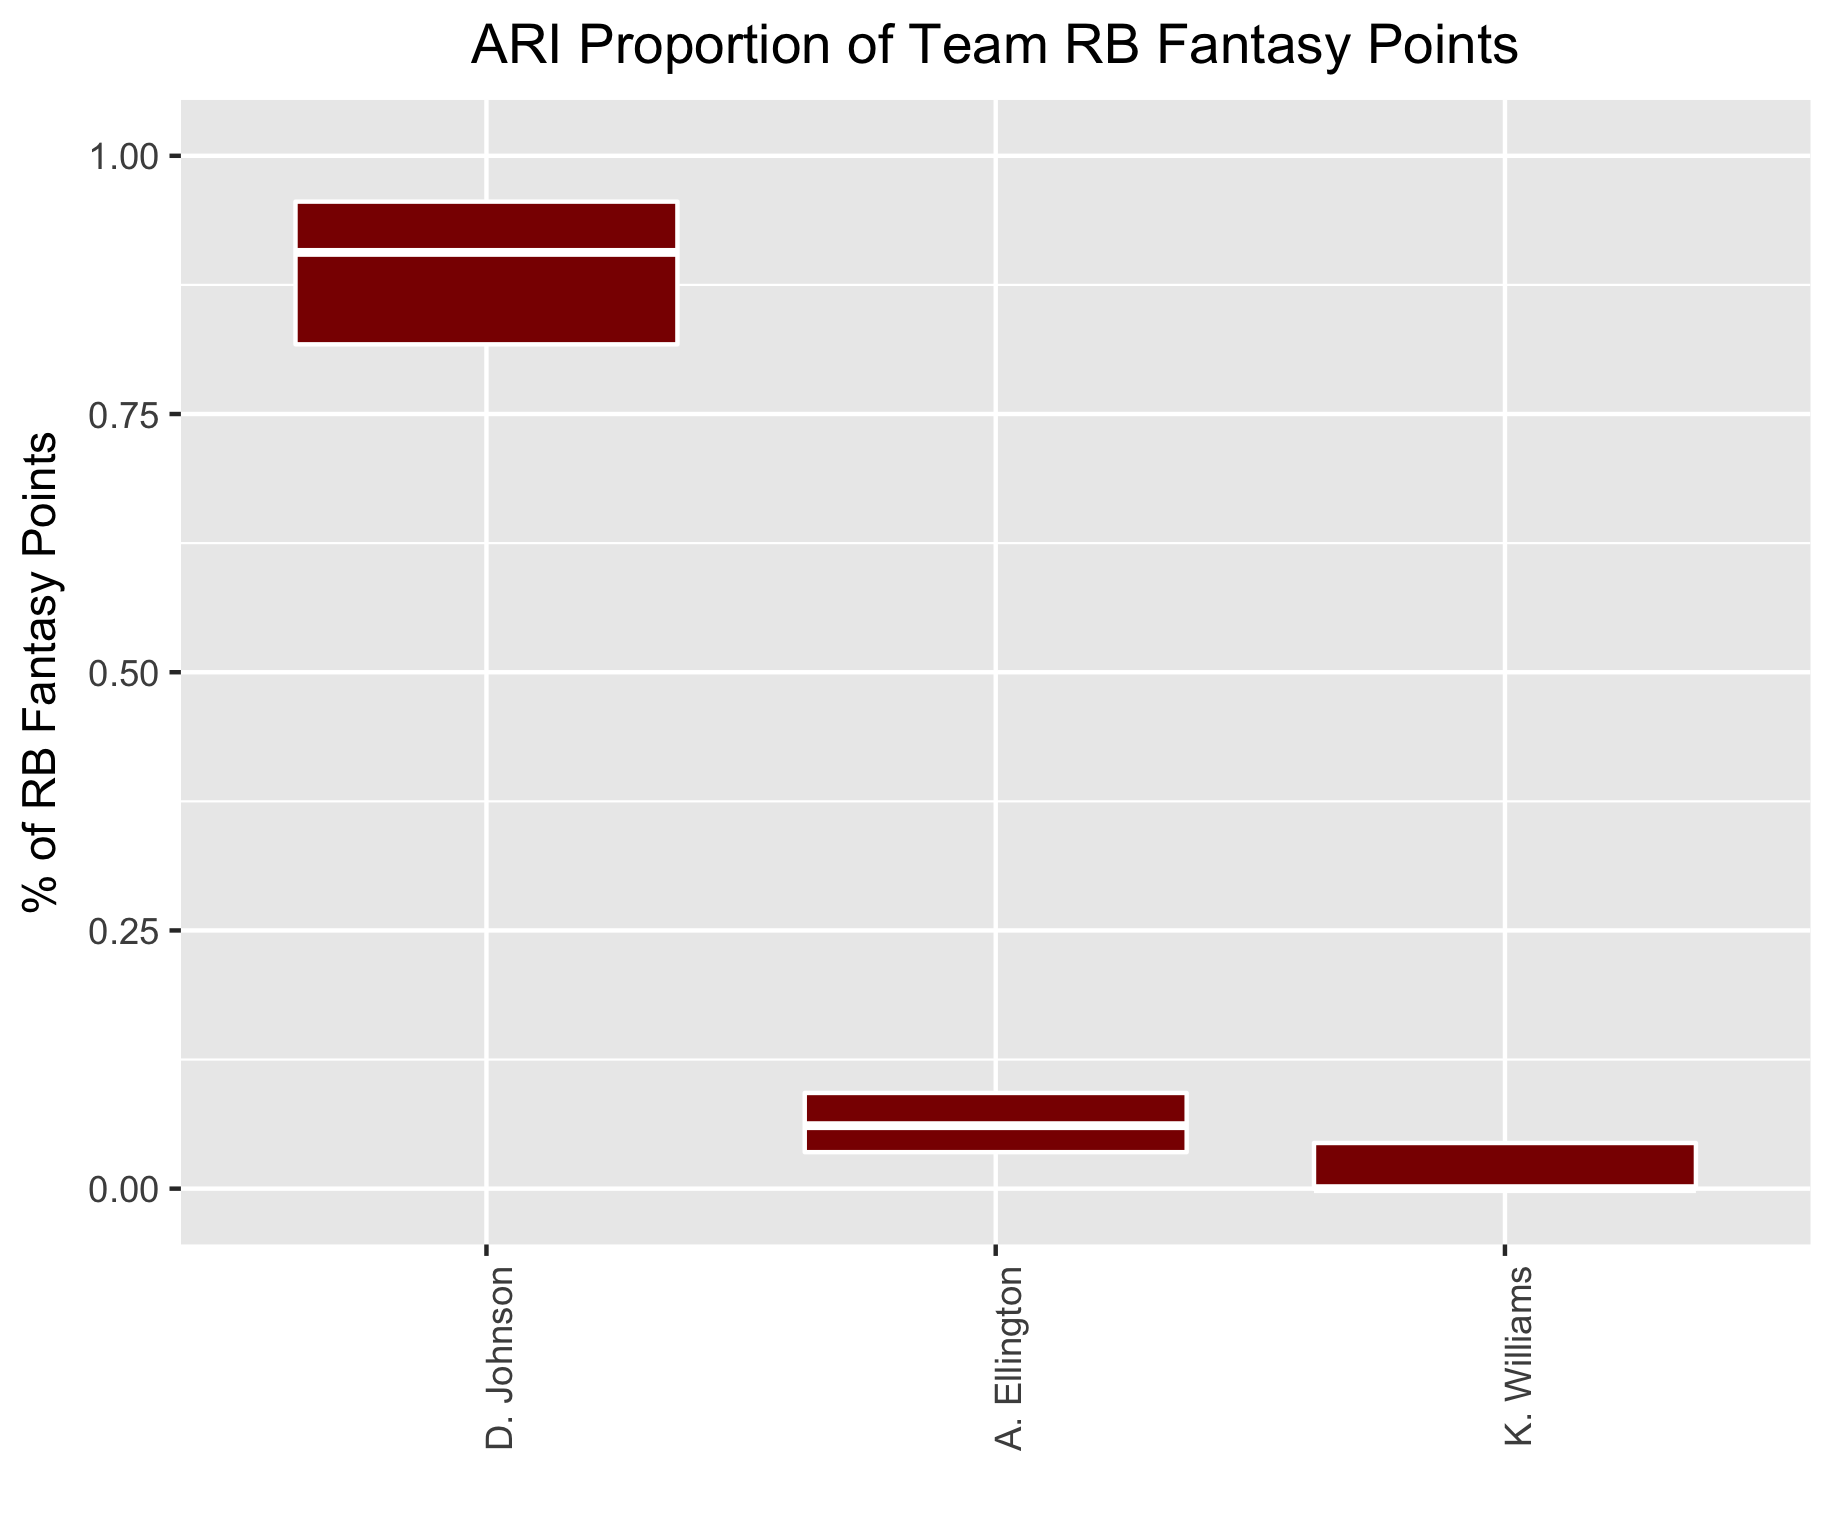 ARI Proportion of Team RB Fantasy Points
% of RB Fantasy Points
1.00
0.75
0.50
0.25
0.00
D. Johnson
A. Ellington
K. Williams